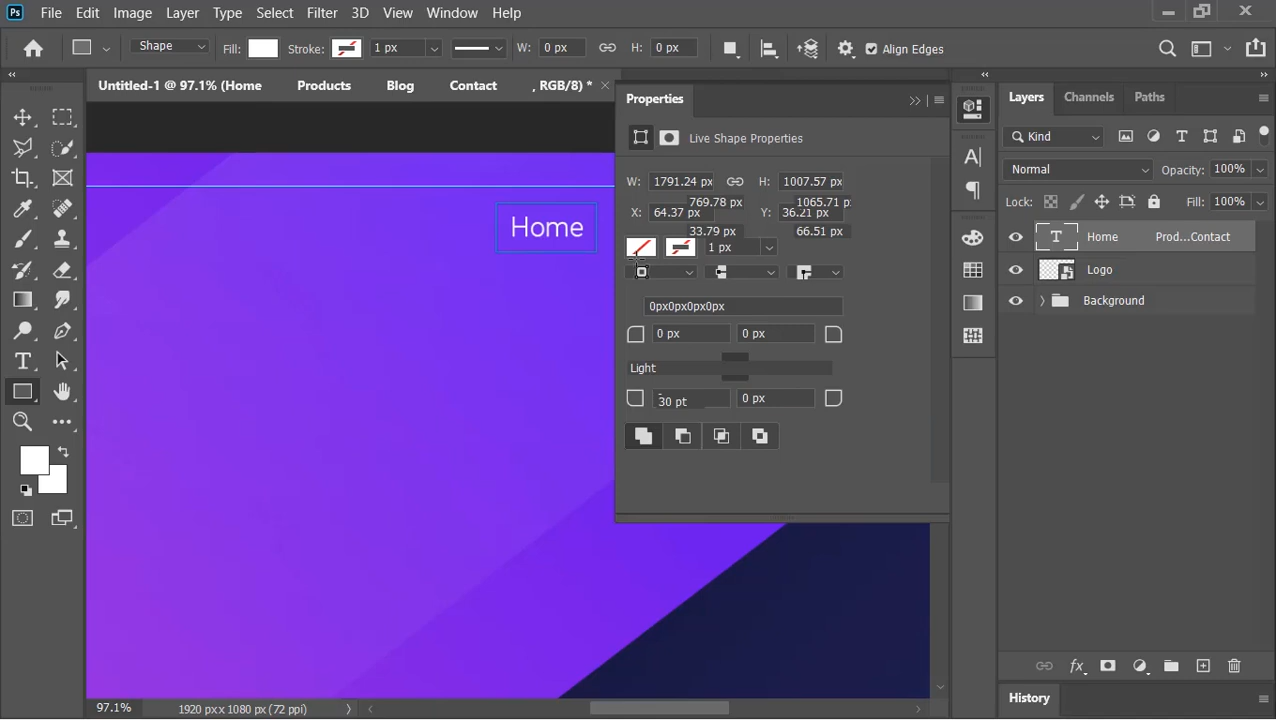 Ps File Edit Image Layer Type Select Filter 3D View Window Help
Shape Fill: Stroke: 1 px W: 0 px H: 0 px Align Edges
Untitled-1 @ 97.1% (Home Products Blog Contact , RGB/8) *
Properties
Live Shape Properties
W: 1791.24 px H: 1007.57 px
769.78 px 1065.71 p
X: 64.37 px Y: 36.21 px
33.79 px 66.51 px
1 px
0px0px0px0px
0 px 0 px
Light
30 pt 0 px
Home
Layers Channels Paths
Kind
Normal Opacity: 100%
Lock: Fill: 100%
T Home Prod...Contact
Logo
Background
History
97.1% 1920 px x 1080 px (72 ppi)